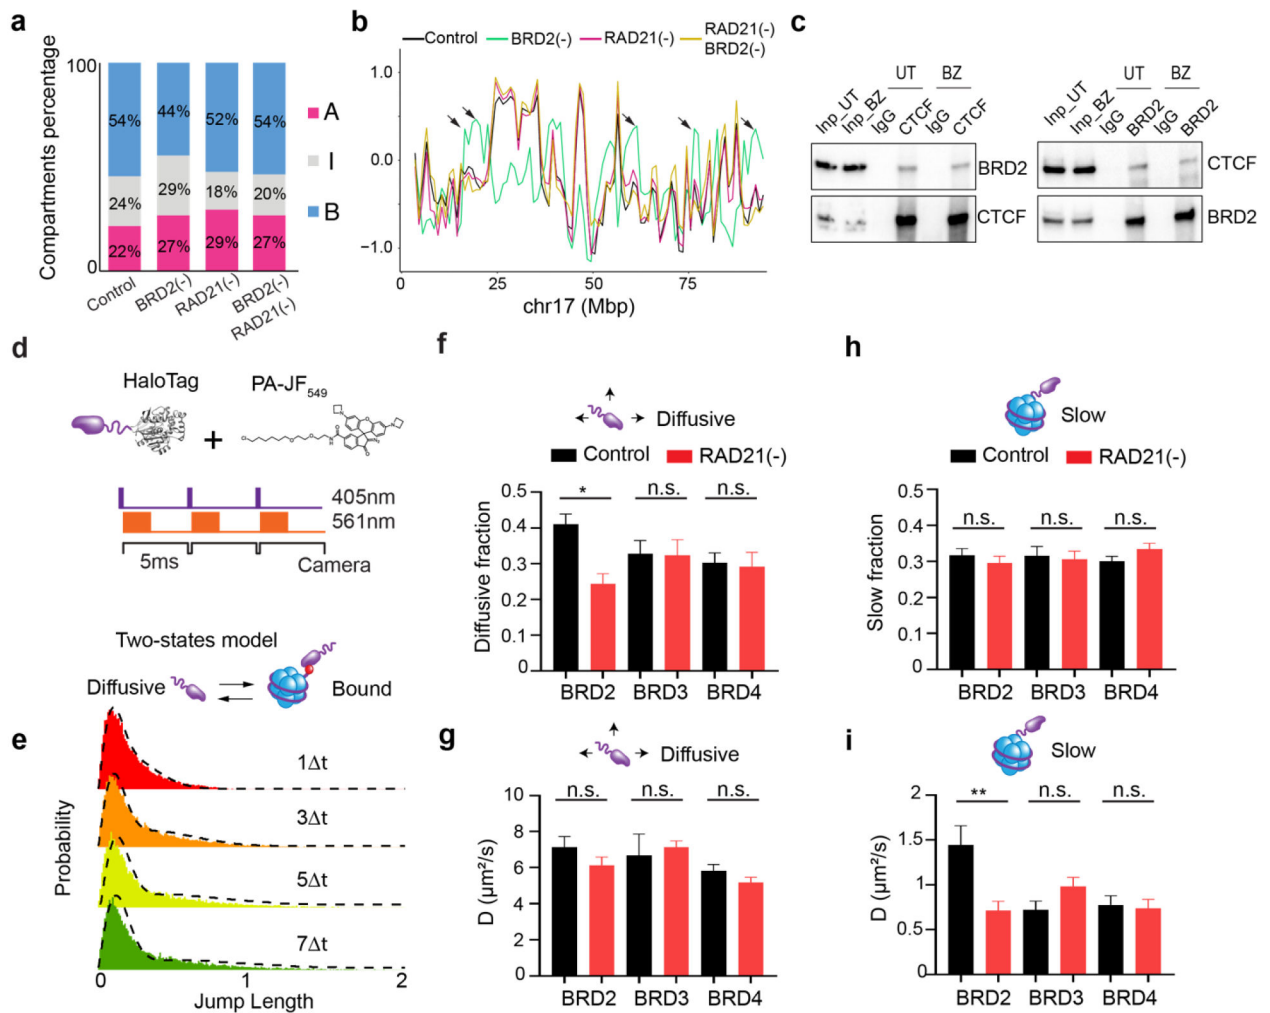 a
Compartments percentage
100
0
54%
24%
22%
44%
29%
27%
52%
18%
29%
54%
20%
27%
A
I
B
Control
BRD2(-)
RAD21(-)
BRD2(-)
RAD21(-)
b
Control
BRD2(-)
RAD21(-)
RAD21(-)
BRD2(-)
1.0
0.0
−1.0
0
25
50
75
chr17 (Mbp)
c
UT
BZ
Inp_UT
Inp_BZ
IgG
CTCF
IgG
CTCF
BRD2
CTCF
UT
BZ
Inp_UT
Inp_BZ
IgG
BRD2
IgG
BRD2
CTCF
BRD2
d
HaloTag
+
PA-JF549
405nm
561nm
5ms
Camera
Two-states model
Diffusive
Bound
e
Probability
1Δt
3Δt
5Δt
7Δt
0
1
2
Jump Length
f
Diffusive
Control
RAD21(-)
Diffusive fraction
0.5
0.4
0.3
0.2
0.1
0
*
n.s.
n.s.
BRD2
BRD3
BRD4
g
Diffusive
D (µm²/s)
10
8
6
4
2
0
n.s.
n.s.
n.s.
BRD2
BRD3
BRD4
h
Slow
Control
RAD21(-)
Slow fraction
0.5
0.4
0.3
0.2
0.1
0
n.s.
n.s.
n.s.
BRD2
BRD3
BRD4
i
Slow
D (µm²/s)
2
1.5
1
0.5
0
**
n.s.
n.s.
BRD2
BRD3
BRD4